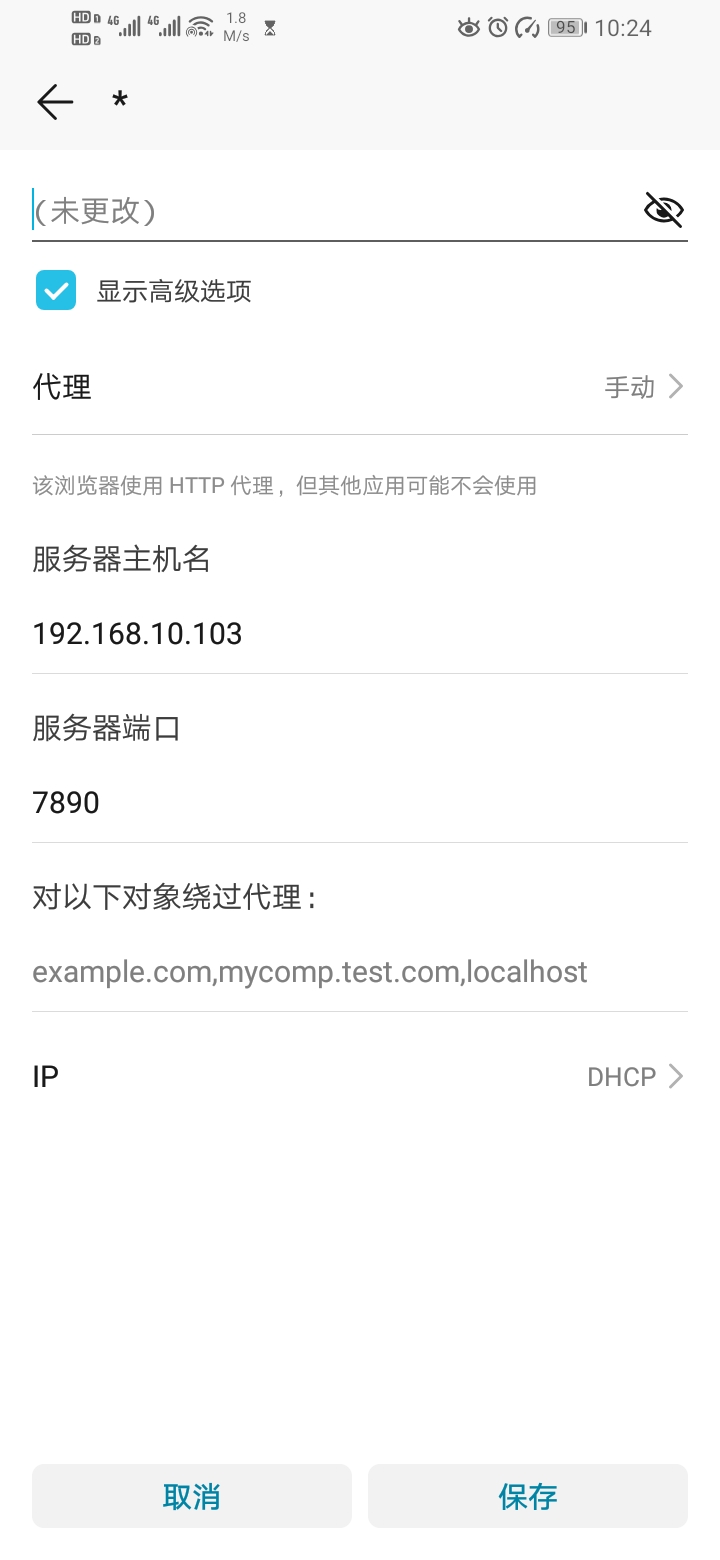 HD 1 4G 4G 1.8 95 10:24
HD 2 M/s
*
(未更改)
显示高级选项
代理 手动
该浏览器使用 HTTP 代理，但其他应用可能不会使用
服务器主机名
192.168.10.103
服务器端口
7890
对以下对象绕过代理：
example.com,mycomp.test.com,localhost
IP DHCP
取消 保存